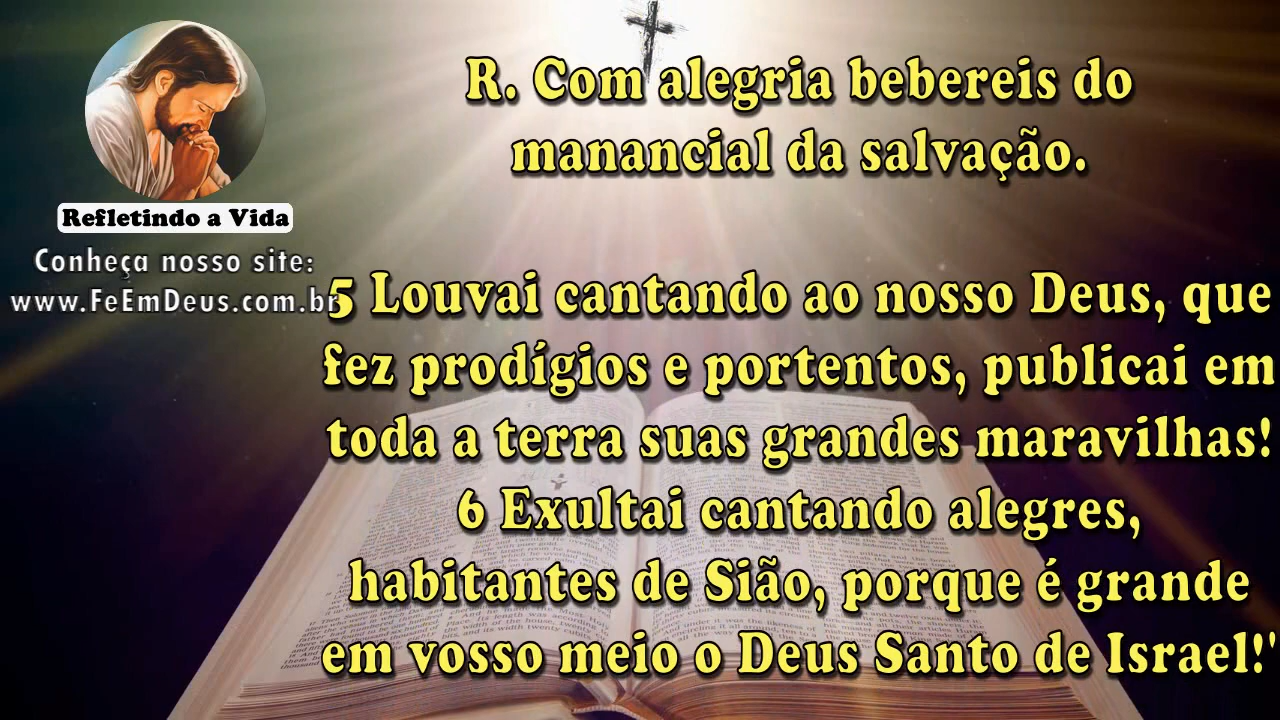 R. Com alegria bebereis do
manancial da salvação.
Refletindo a Vida
Conheça nosso site:
www.FeEmDeus.com.br
5 Louvai cantando ao nosso Deus, que
fez prodígios e portentos, publicai em
toda a terra suas grandes maravilhas!
6 Exultai cantando alegres,
habitantes de Sião, porque é grande
em vosso meio o Deus Santo de Israel!'